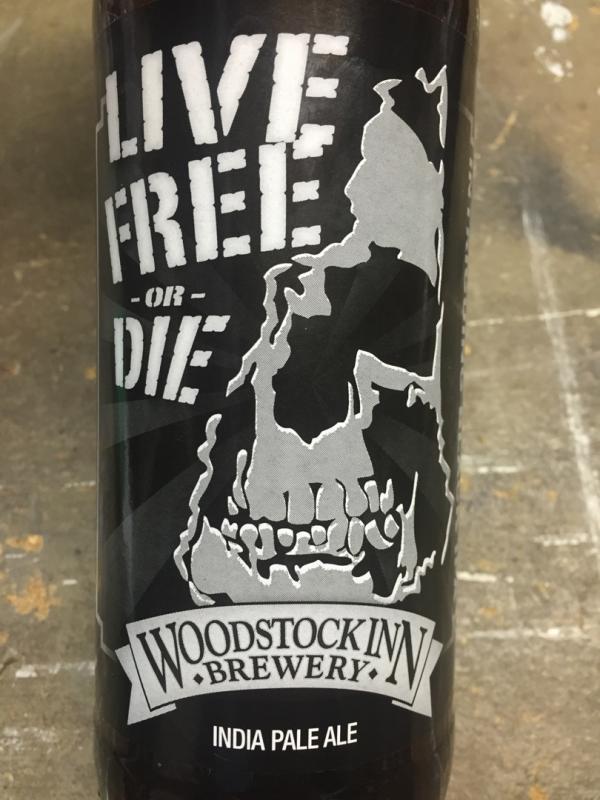 LIVE
FREE
-OR-
DIE
WOODSTOCK INN
·BREWERY·
INDIA PALE ALE